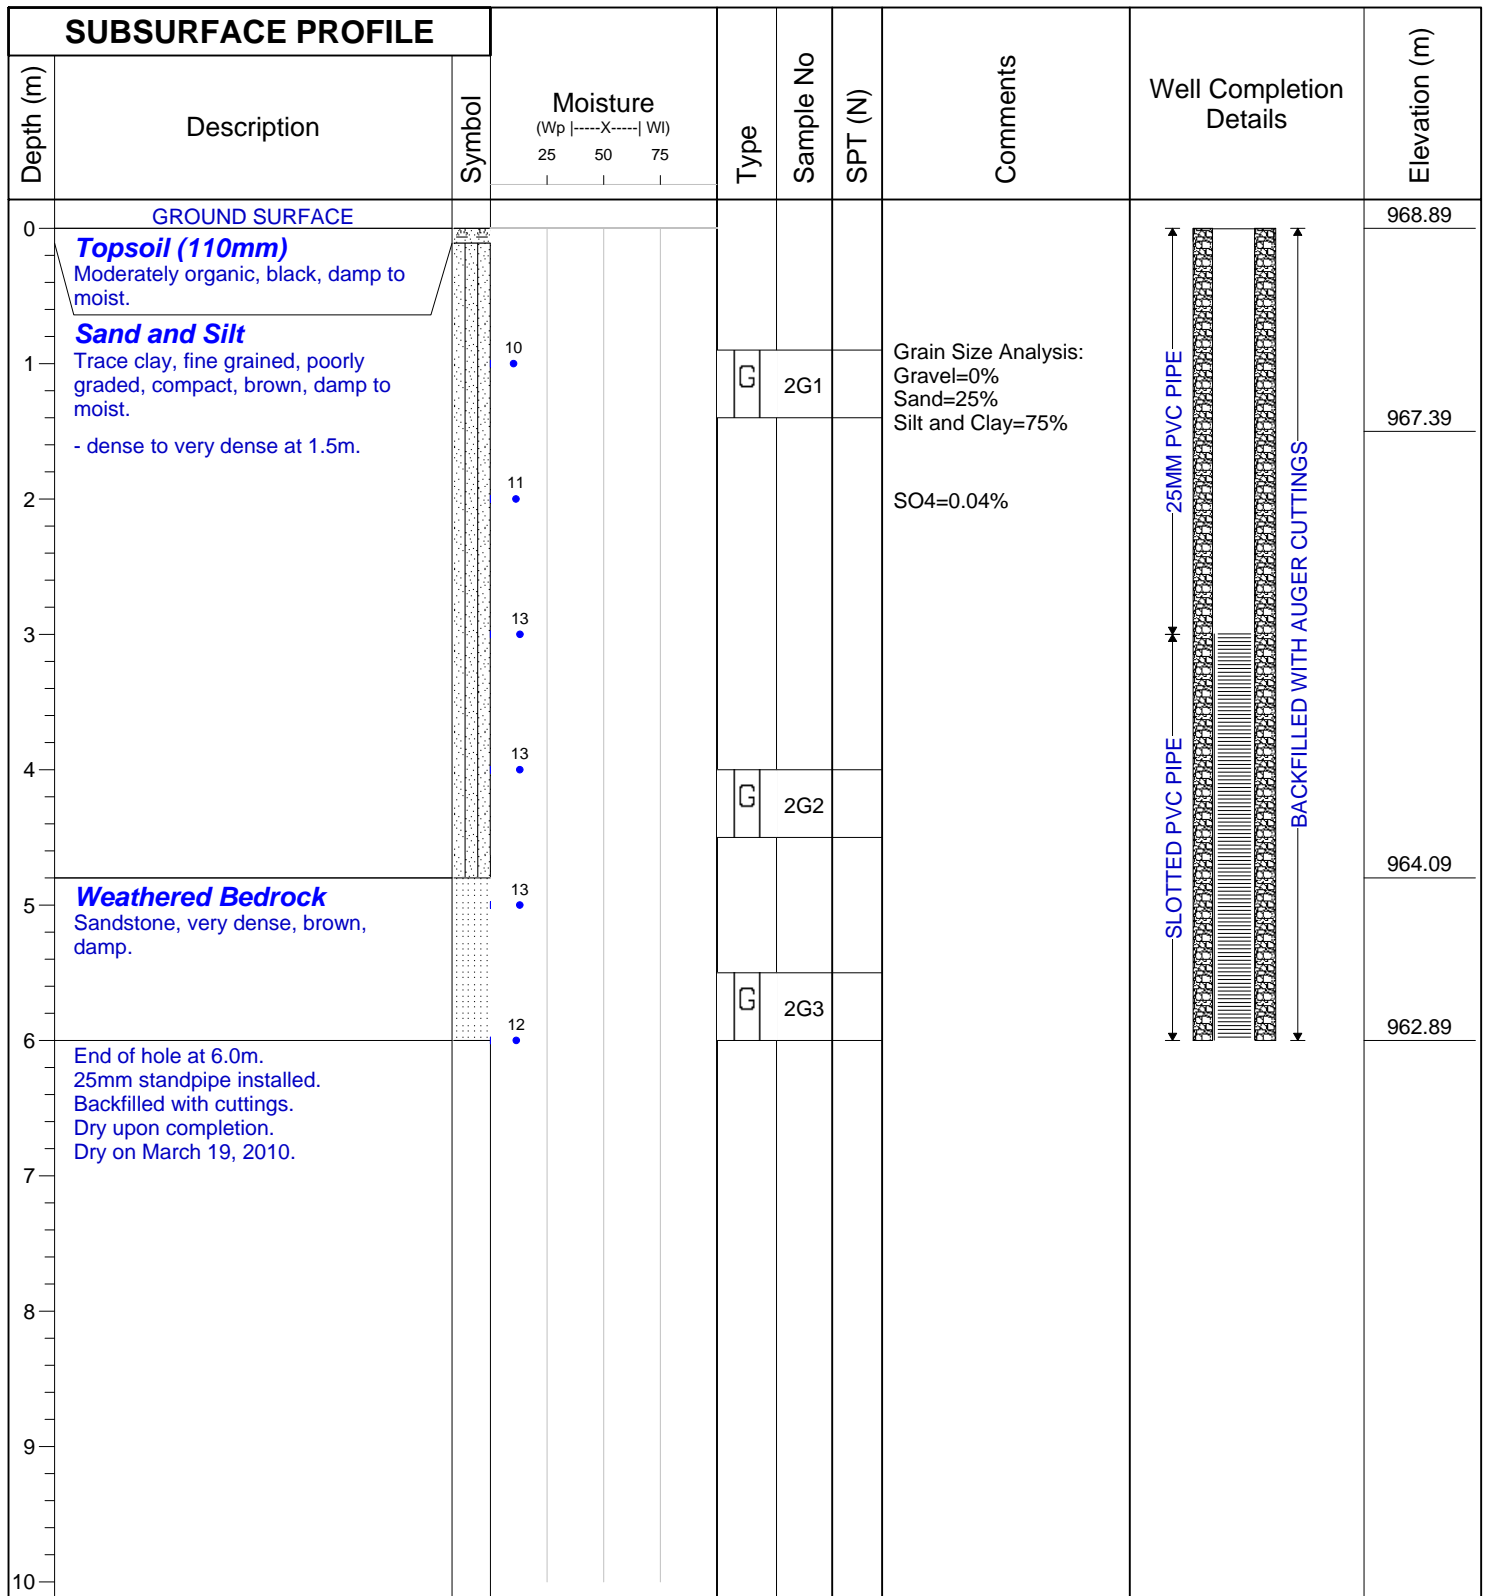 SUBSURFACE PROFILE
Depth (m)
Description
Symbol
Moisture
(Wp |-----X-----| Wl)
25 50 75
Type
Sample No
SPT (N)
Comments
Well Completion
Details
Elevation (m)
GROUND SURFACE
968.89
0
Topsoil (110mm)
Moderately organic, black, damp to
moist.
Sand and Silt
Trace clay, fine grained, poorly
graded, compact, brown, damp to
moist.
- dense to very dense at 1.5m.
1
10
G
2G1
Grain Size Analysis:
Gravel=0%
Sand=25%
Silt and Clay=75%
25MM PVC PIPE
967.39
2
11
SO4=0.04%
BACKFILLED WITH AUGER CUTTINGS
3
13
4
13
G
2G2
SLOTTED PVC PIPE
964.09
Weathered Bedrock
Sandstone, very dense, brown,
damp.
5
13
G
2G3
6
12
962.89
End of hole at 6.0m.
25mm standpipe installed.
Backfilled with cuttings.
Dry upon completion.
Dry on March 19, 2010.
7
8
9
10